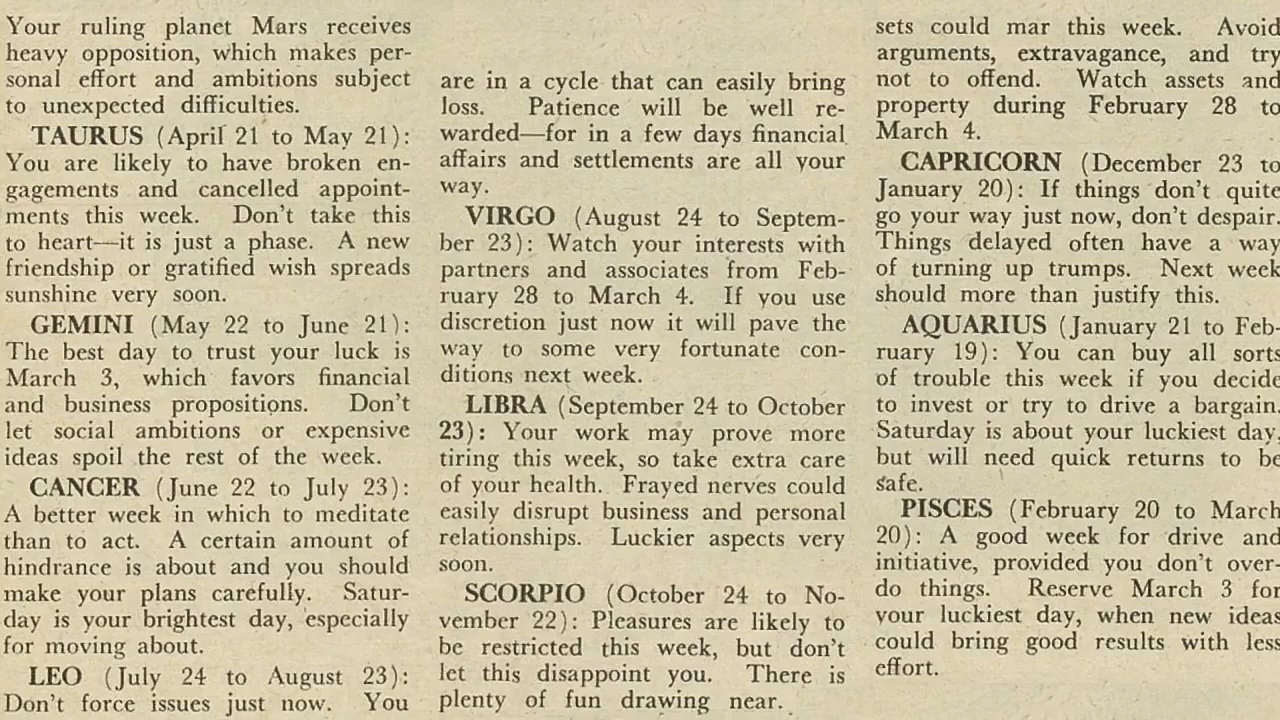 Your ruling planet Mars receives
heavy opposition, which makes per-
sonal effort and ambitions subject
to unexpected difficulties.
TAURUS (April 21 to May 21):
You are likely to have broken en-
gagements and cancelled appoint-
ments this week. Don't take this
to heart—it is just a phase. A new
friendship or gratified wish spreads
sunshine very soon.
GEMINI (May 22 to June 21):
The best day to trust your luck is
March 3, which favors financial
and business propositions. Don't
let social ambitions or expensive
ideas spoil the rest of the week.
CANCER (June 22 to July 23):
A better week in which to meditate
than to act. A certain amount of
hindrance is about and you should
make your plans carefully. Satur-
day is your brightest day, especially
for moving about.
LEO (July 24 to August 23):
Don't force issues just now. You
are in a cycle that can easily bring
loss. Patience will be well re-
warded—for in a few days financial
affairs and settlements are all your
way.
VIRGO (August 24 to Septem-
ber 23): Watch your interests with
partners and associates from Feb-
ruary 28 to March 4. If you use
discretion just now it will pave the
way to some very fortunate con-
ditions next week.
LIBRA (September 24 to October
23): Your work may prove more
tiring this week, so take extra care
of your health. Frayed nerves could
easily disrupt business and personal
relationships. Luckier aspects very
soon.
SCORPIO (October 24 to No-
vember 22): Pleasures are likely to
be restricted this week, but don't
let this disappoint you. There is
plenty of fun drawing near.
sets could mar this week. Avoid
arguments, extravagance, and try
not to offend. Watch assets and
property during February 28 to
March 4.
CAPRICORN (December 23 to
January 20): If things don't quite
go your way just now, don't despair.
Things delayed often have a way
of turning up trumps. Next week
should more than justify this.
AQUARIUS (January 21 to Feb-
ruary 19): You can buy all sorts
of trouble this week if you decide
to invest or try to drive a bargain.
Saturday is about your luckiest day,
but will need quick returns to be
safe.
PISCES (February 20 to March
20): A good week for drive and
initiative, provided you don't over-
do things. Reserve March 3 for
your luckiest day, when new ideas
could bring good results with less
effort.